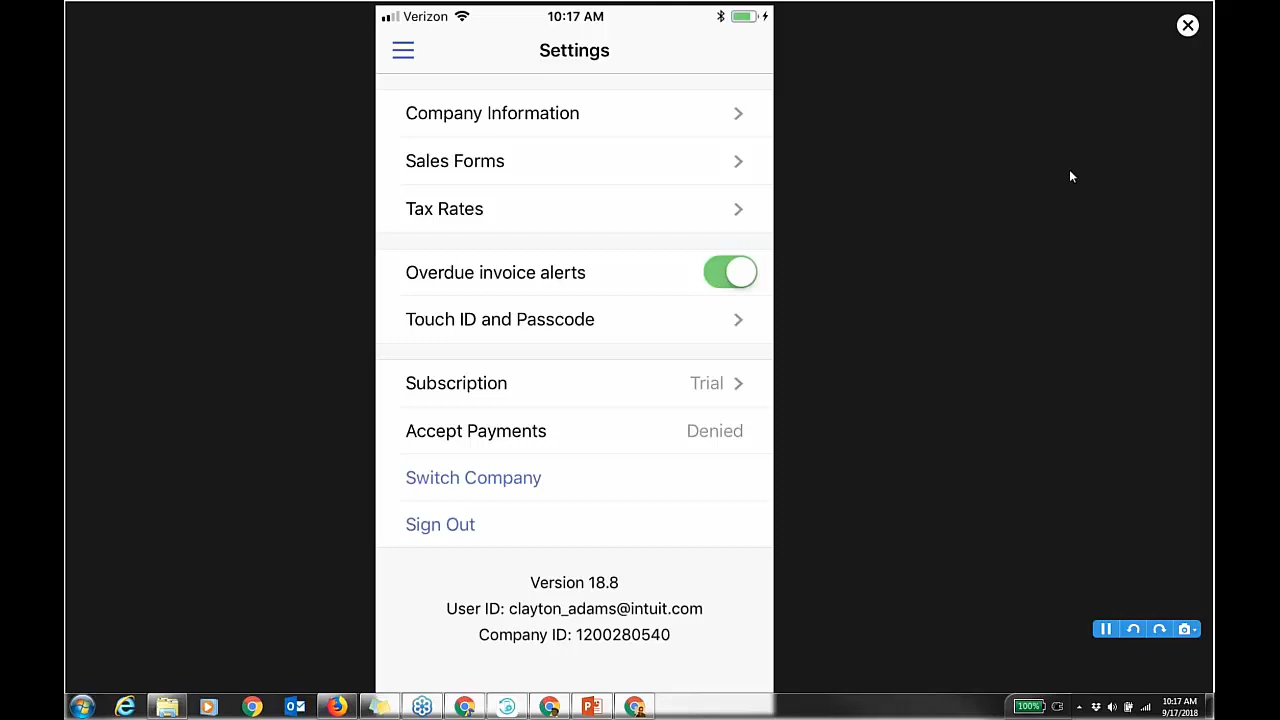 Verizon 10:17 AM
Settings
Company Information
Sales Forms
Tax Rates
Overdue invoice alerts
Touch ID and Passcode
Subscription Trial
Accept Payments Denied
Switch Company
Sign Out
Version 18.8
User ID: clayton_adams@intuit.com
Company ID: 1200280540
100% 10:17 AM
9/17/2018